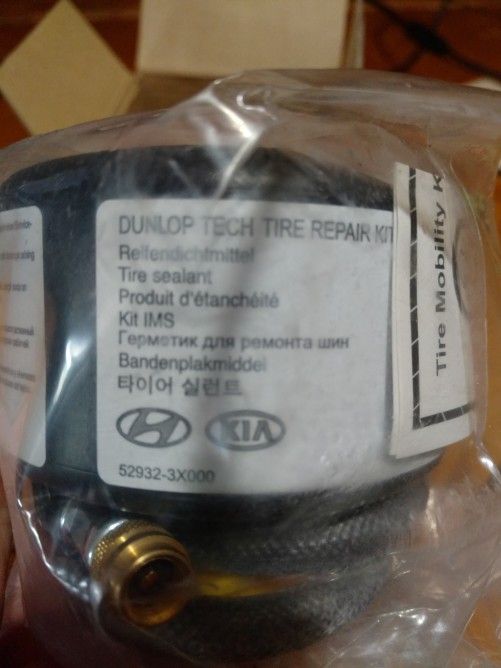 DUNLOP TECH TIRE REPAIR KIT
Reifendichtmittel
Tire sealant
Produit d'étanchéité
Kit IMS
Герметик для ремонта шин
Bandenplakmiddel
타이어 실런트
KIA
52932-3X000
Tire Mobility K